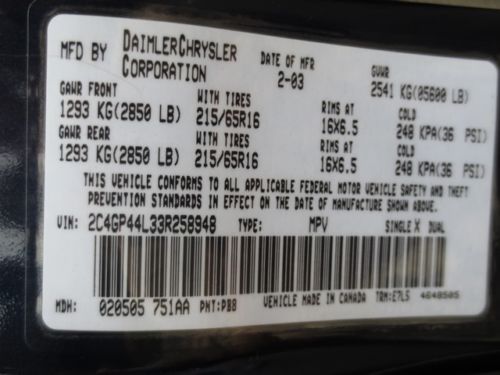 MFD BY DAIMLERCHRYSLER CORPORATION DATE OF MFR 2-03 GVWR 2541 KG(05600 LB)
GAWR FRONT WITH TIRES RIMS AT COLD
1293 KG(2850 LB) 215/65R16 16X6.5 248 KPA(36 PSI)
GAWR REAR WITH TIRES RIMS AT COLD
1293 KG(2850 LB) 215/65R16 16X6.5 248 KPA(36 PSI)
THIS VEHICLE CONFORMS TO ALL APPLICABLE FEDERAL MOTOR VEHICLE SAFETY AND THEFT
PREVENTION STANDARDS IN EFFECT ON THE DATE OF MANUFACTURE SHOWN ABOVE.
VIN: 2C4GP44L33R258948 TYPE: MPV SINGLE X DUAL
MDH: 020505 751AA PNT:PBB VEHICLE MADE IN CANADA TRM:E7L5 4648505